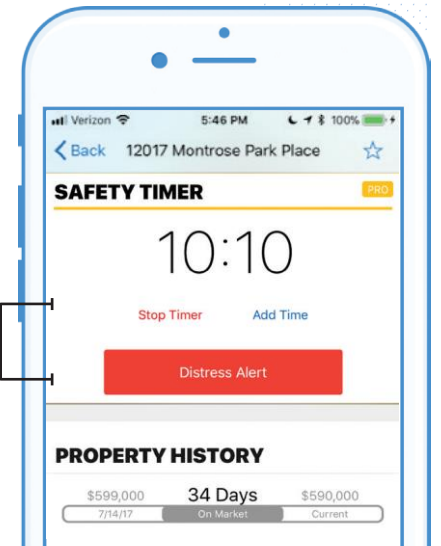 Verizon 5:46 PM 100%
Back 12017 Montrose Park Place
SAFETY TIMER PRO
10:10
Stop Timer Add Time
Distress Alert
PROPERTY HISTORY
$599,000 34 Days $590,000
7/14/17 On Market Current